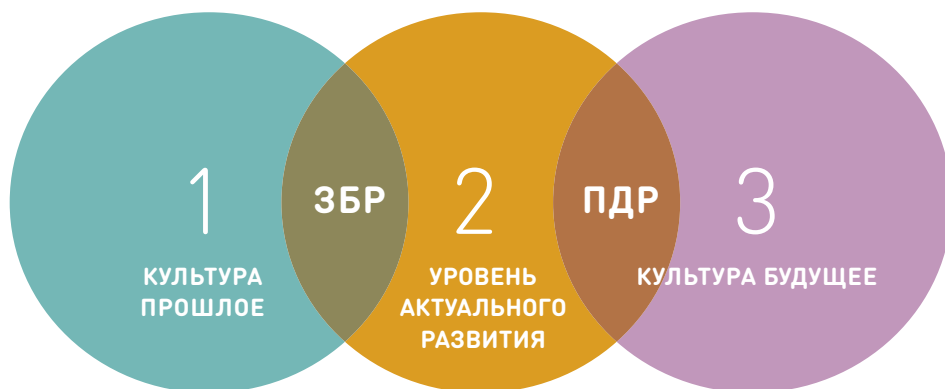 1
КУЛЬТУРА
ПРОШЛОЕ
ЗБР
2
УРОВЕНЬ
АКТУАЛЬНОГО
РАЗВИТИЯ
ПДР
3
КУЛЬТУРА БУДУЩЕЕ